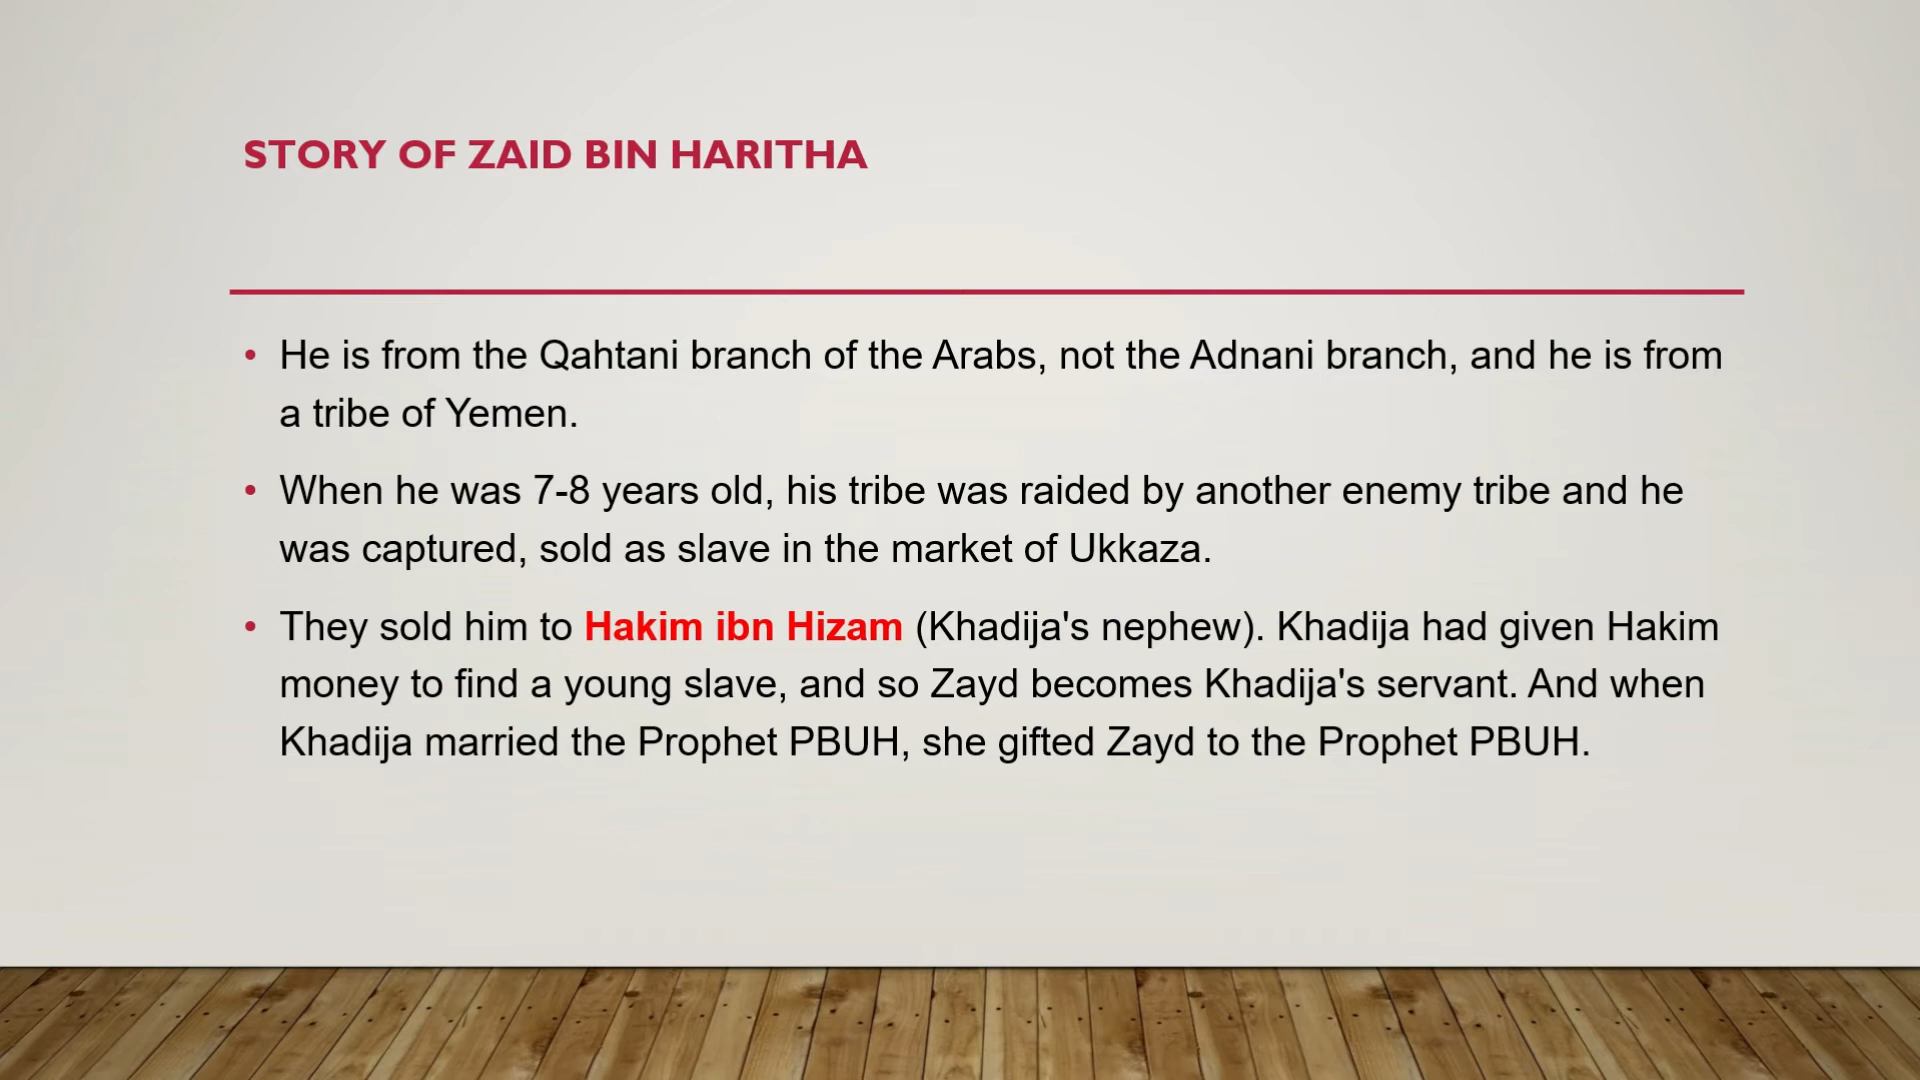 STORY OF ZAID BIN HARITHA
• He is from the Qahtani branch of the Arabs, not the Adnani branch, and he is from
a tribe of Yemen.
• When he was 7-8 years old, his tribe was raided by another enemy tribe and he
was captured, sold as slave in the market of Ukkaza.
• They sold him to Hakim ibn Hizam (Khadija's nephew). Khadija had given Hakim
money to find a young slave, and so Zayd becomes Khadija's servant. And when
Khadija married the Prophet PBUH, she gifted Zayd to the Prophet PBUH.